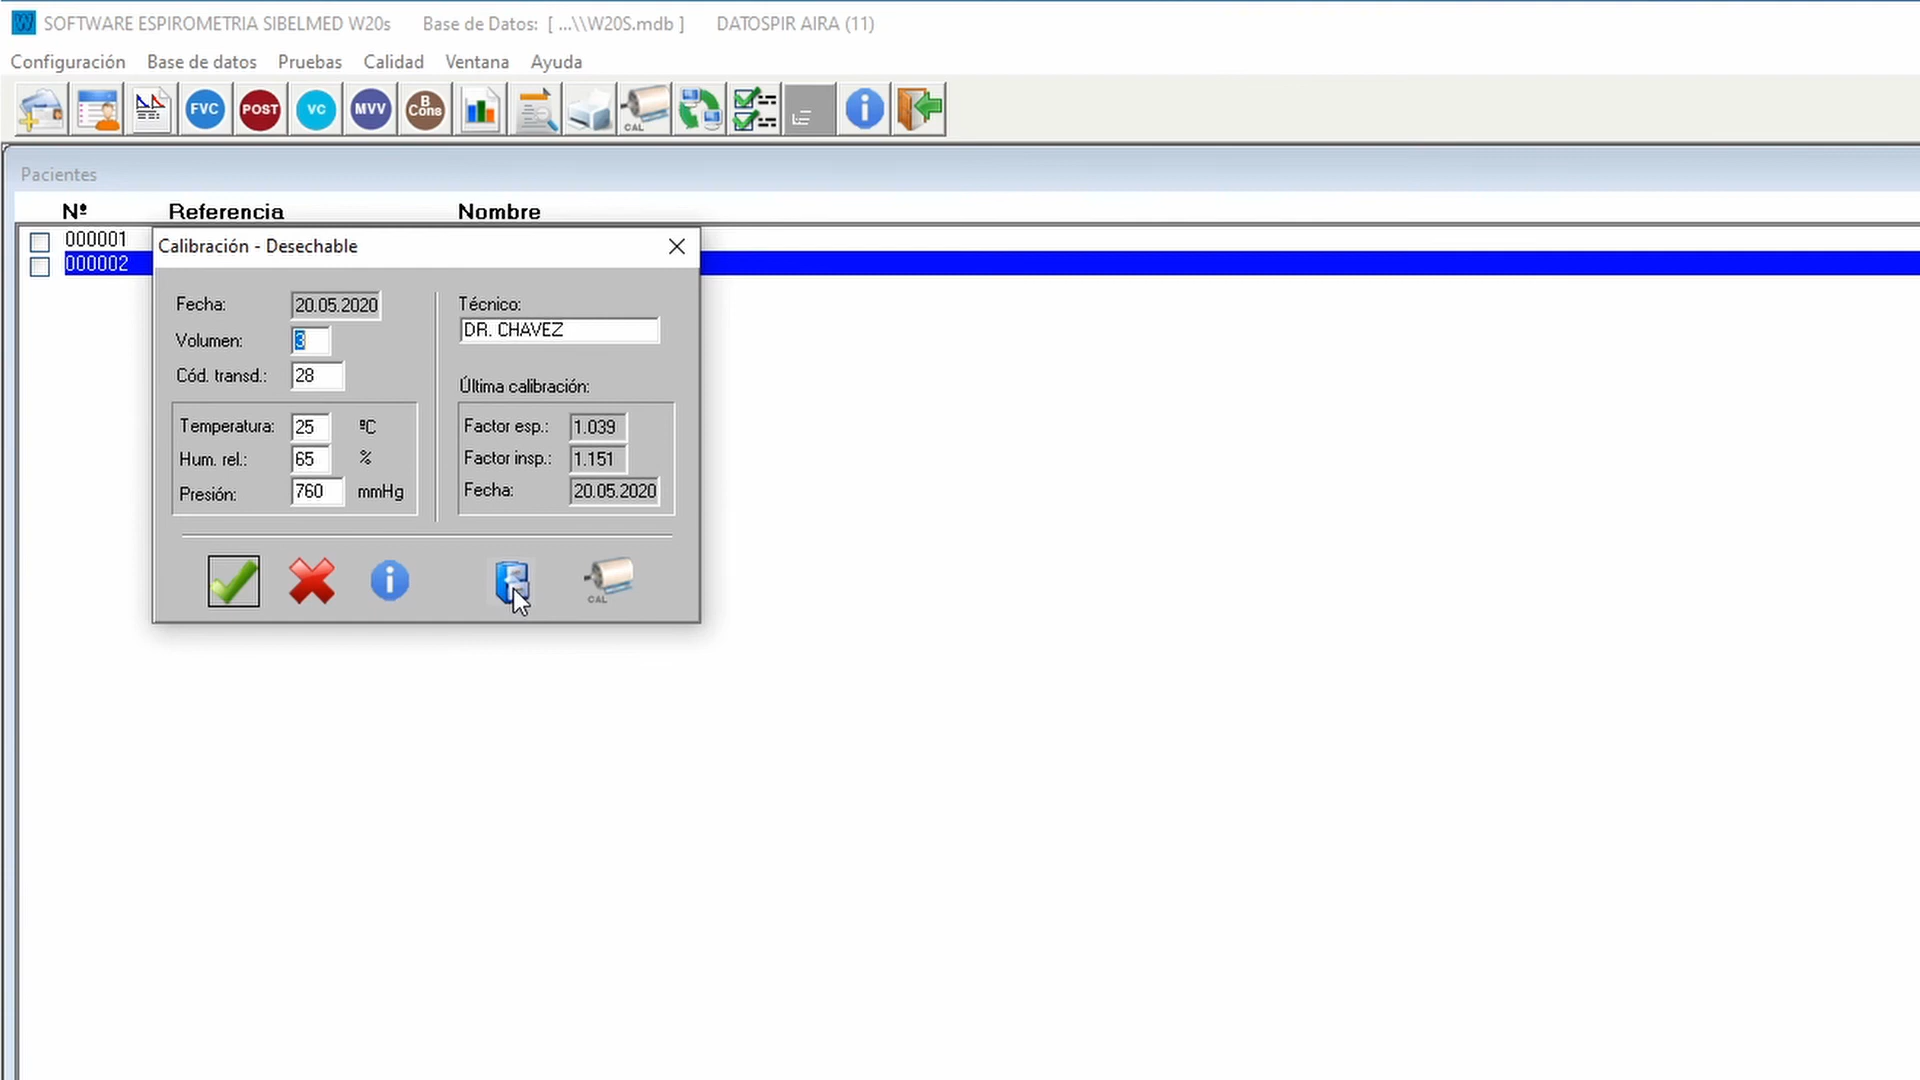 SOFTWARE ESPIROMETRIA SIBELMED W20s Base de Datos: [ ...\\W20S.mdb ] DATOSPIR AIRA (11)
Configuración Base de datos Pruebas Calidad Ventana Ayuda
FVC POST VC MVV B Cons CAL
Pacientes
Nº Referencia Nombre
000001
000002
Calibración - Desechable
Fecha: 20.05.2020
Volumen: 3
Cód. transd.: 28
Temperatura: 25 ºC
Hum. rel.: 65 %
Presión: 760 mmHg
Técnico:
DR. CHAVEZ
Última calibración:
Factor esp.: 1.039
Factor insp.: 1.151
Fecha: 20.05.2020
CAL